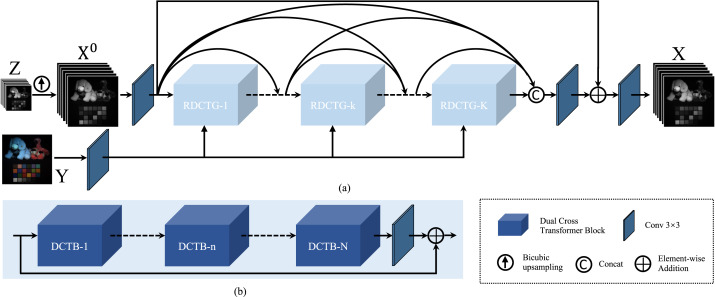 Z
X⁰
X
RDCTG-1
RDCTG-k
RDCTG-K
C
Y
(a)
DCTB-1
DCTB-n
DCTB-N
(b)
Dual Cross
Transformer Block
Conv 3×3
Bicubic
upsampling
C
Concat
Element-wise
Addition